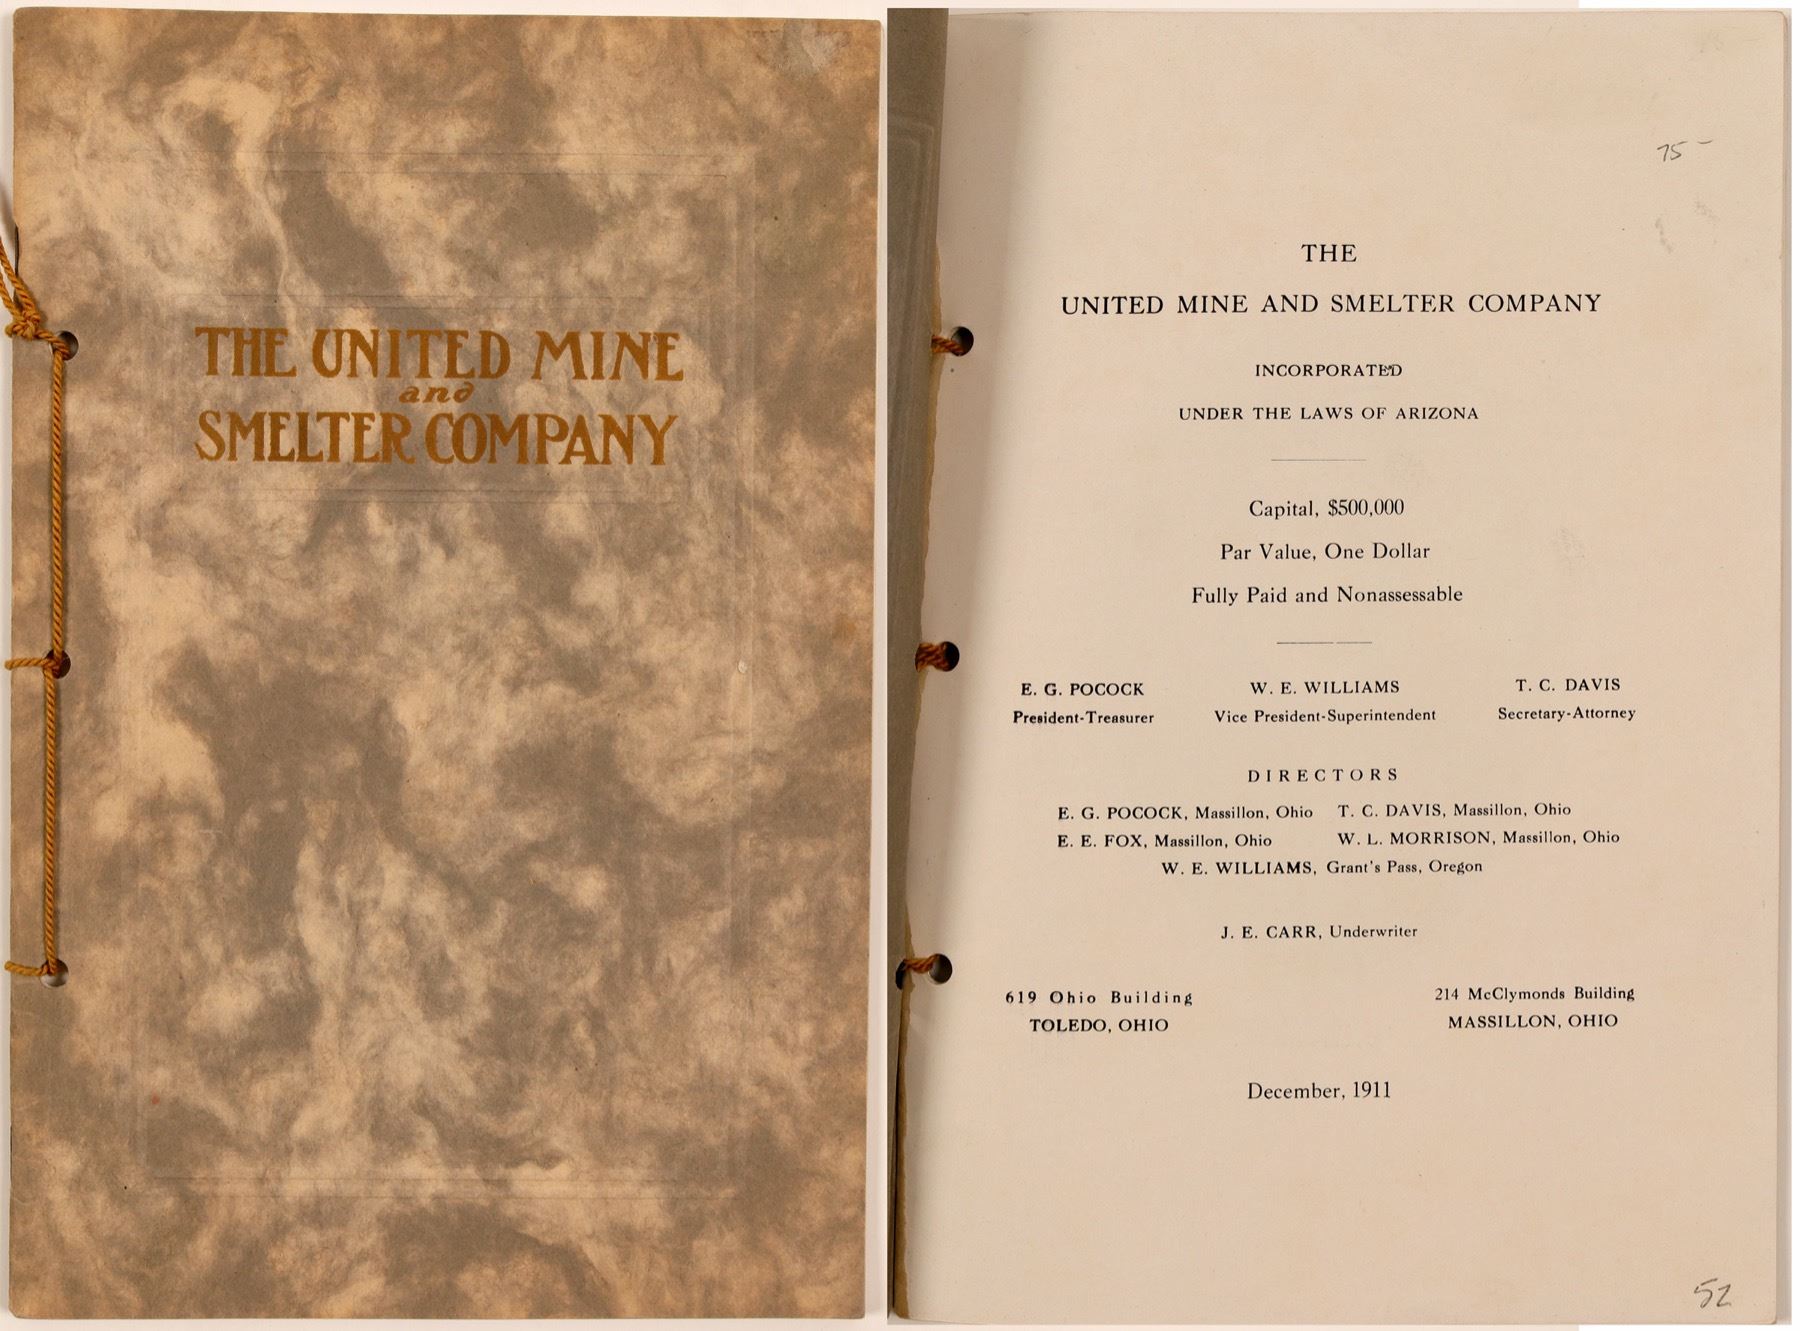 THE UNITED MINE
and
SMELTER COMPANY
75-
THE
UNITED MINE AND SMELTER COMPANY
INCORPORATED
UNDER THE LAWS OF ARIZONA
Capital, $500,000
Par Value, One Dollar
Fully Paid and Nonassessable
E. G. POCOCK W. E. WILLIAMS T. C. DAVIS
President-Treasurer Vice President-Superintendent Secretary-Attorney
DIRECTORS
E. G. POCOCK, Massillon, Ohio T. C. DAVIS, Massillon, Ohio
E. E. FOX, Massillon, Ohio W. L. MORRISON, Massillon, Ohio
W. E. WILLIAMS, Grant's Pass, Oregon
J. E. CARR, Underwriter
619 Ohio Building 214 McClymonds Building
TOLEDO, OHIO MASSILLON, OHIO
December, 1911
52